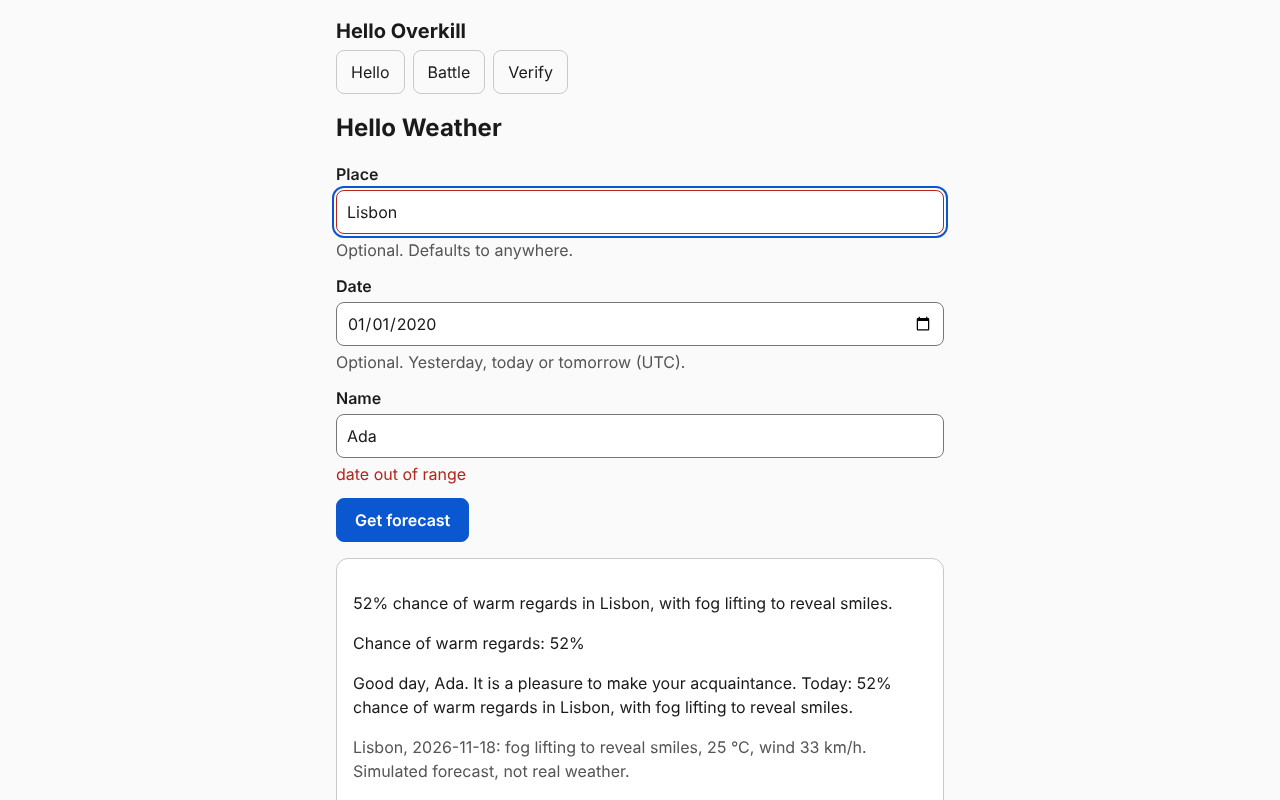 Hello Overkill
Hello
Battle
Verify
Hello Weather
Place
Lisbon
Optional. Defaults to anywhere.
Date
01/01/2020
Optional. Yesterday, today or tomorrow (UTC).
Name
Ada
date out of range
Get forecast
52% chance of warm regards in Lisbon, with fog lifting to reveal smiles.
Chance of warm regards: 52%
Good day, Ada. It is a pleasure to make your acquaintance. Today: 52%
chance of warm regards in Lisbon, with fog lifting to reveal smiles.
Lisbon, 2026-11-18: fog lifting to reveal smiles, 25 °C, wind 33 km/h.
Simulated forecast, not real weather.